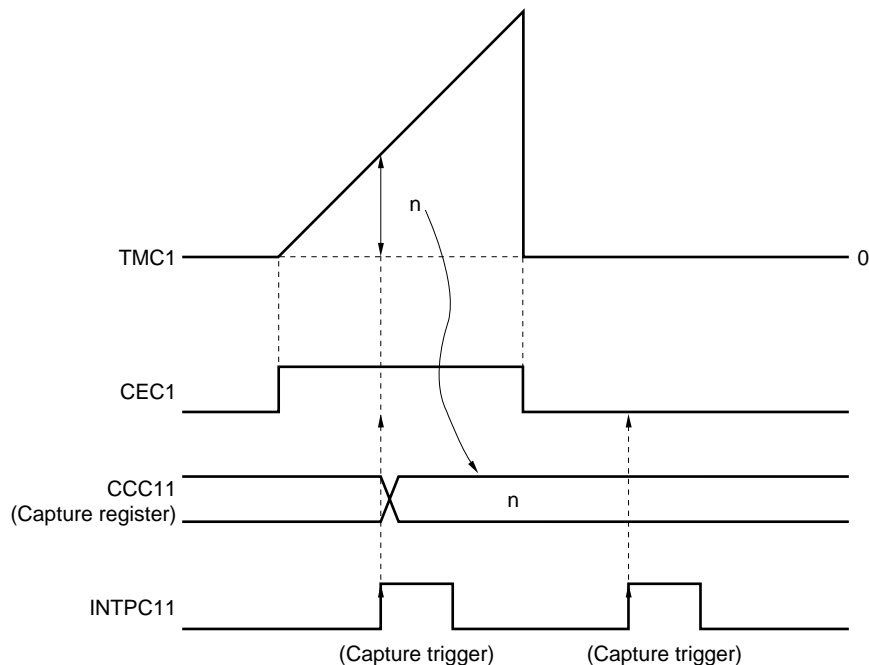 n
TMC1
0
CEC1
CCC11
(Capture register)
n
INTPC11
(Capture trigger)
(Capture trigger)